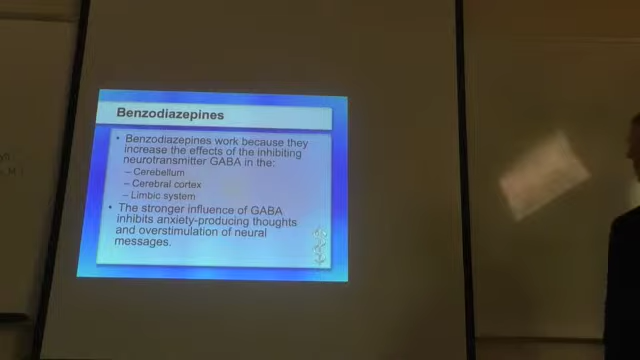 Benzodiazepines
• Benzodiazepines work because they
increase the effects of the inhibiting
neurotransmitter GABA in the:
– Cerebellum
– Cerebral cortex
– Limbic system
• The stronger influence of GABA
inhibits anxiety-producing thoughts
and overstimulation of neural
messages.